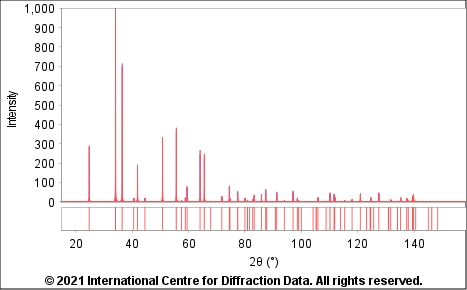 1,000
900
800
700
600
500
400
300
200
100
0
Intensity
20 40 60 80 100 120 140 160
2θ (°)
© 2021 International Centre for Diffraction Data. All rights reserved.